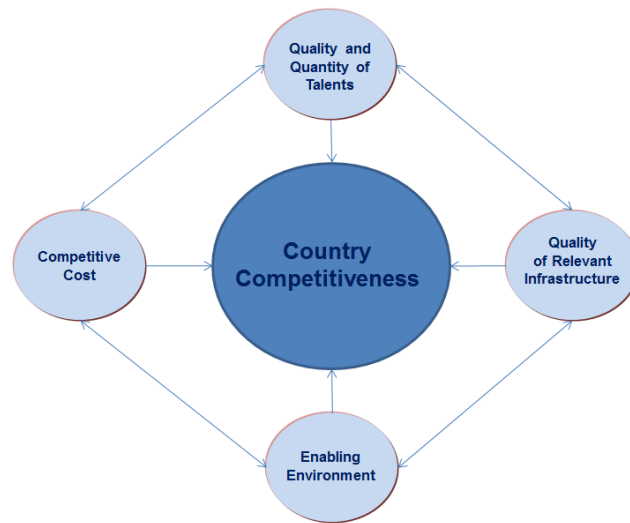 Quality and
Quantity of
Talents
Competitive
Cost
Country
Competitiveness
Quality
of Relevant
Infrastructure
Enabling
Environment